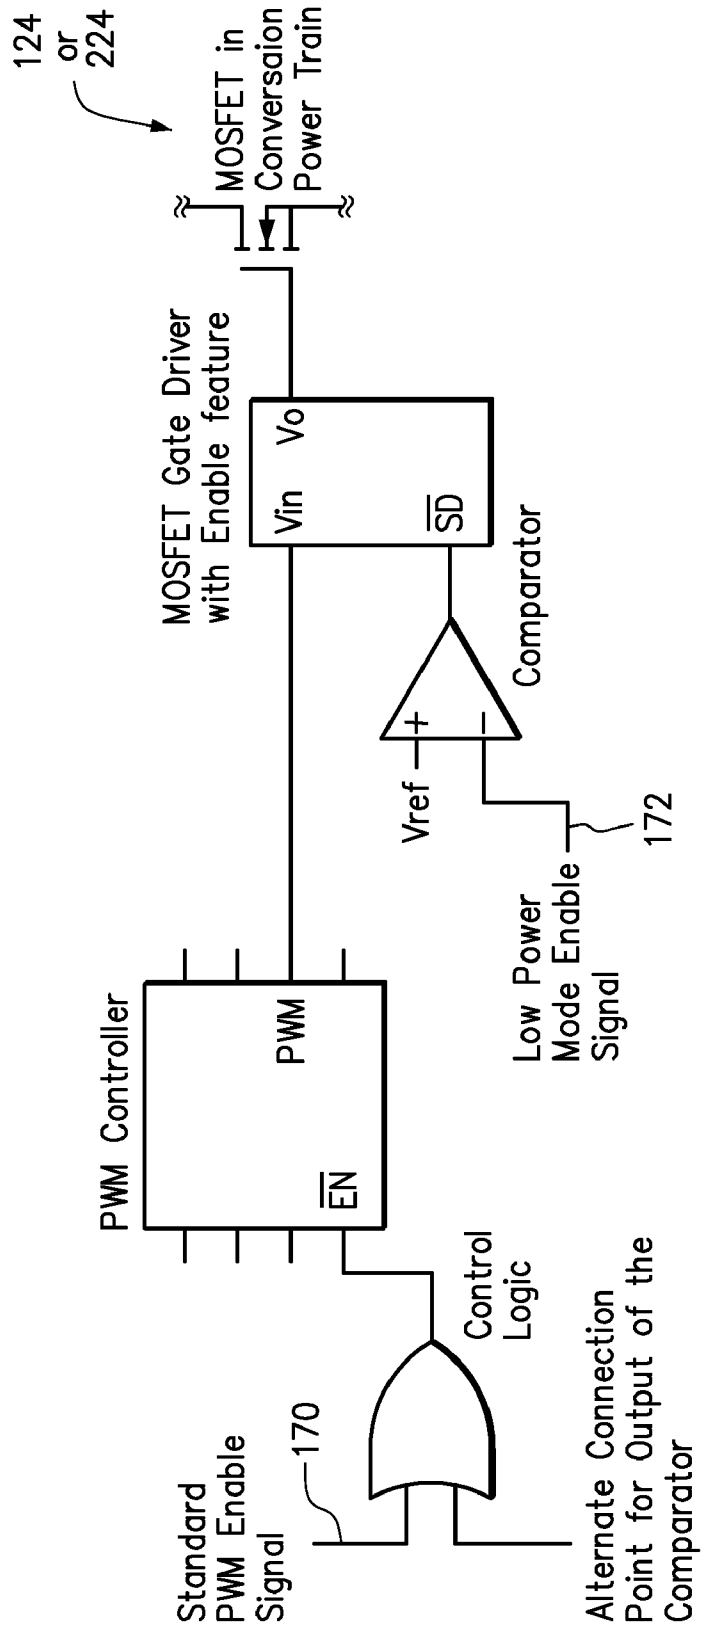 124
or
224
MOSFET in
Conversaion
Power Train
MOSFET Gate Driver
with Enable feature
Vin
Vo
SD
Comparator
Vref
+
−
172
Low Power
Mode Enable
Signal
PWM Controller
PWM
EN
Control
Logic
170
Standard
PWM Enable
Signal
Alternate Connection
Point for Output of the
Comparator